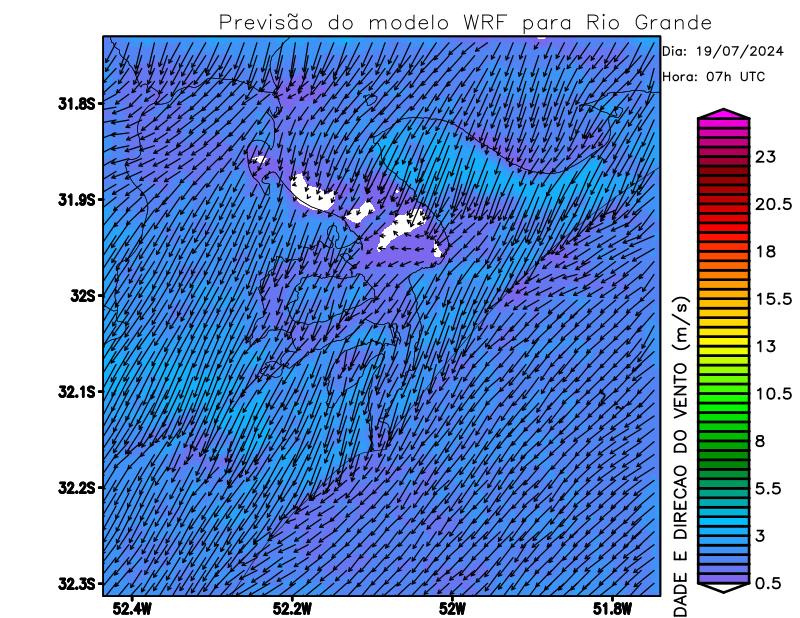 Previsão do modelo WRF para Rio Grande
Dia: 19/07/2024
Hora: 07h UTC
31.8S
31.9S
32S
32.1S
32.2S
32.3S
52.4W
52.2W
52W
51.8W
23
20.5
18
15.5
13
10.5
8
5.5
3
0.5
DADE E DIRECAO DO VENTO (m/s)